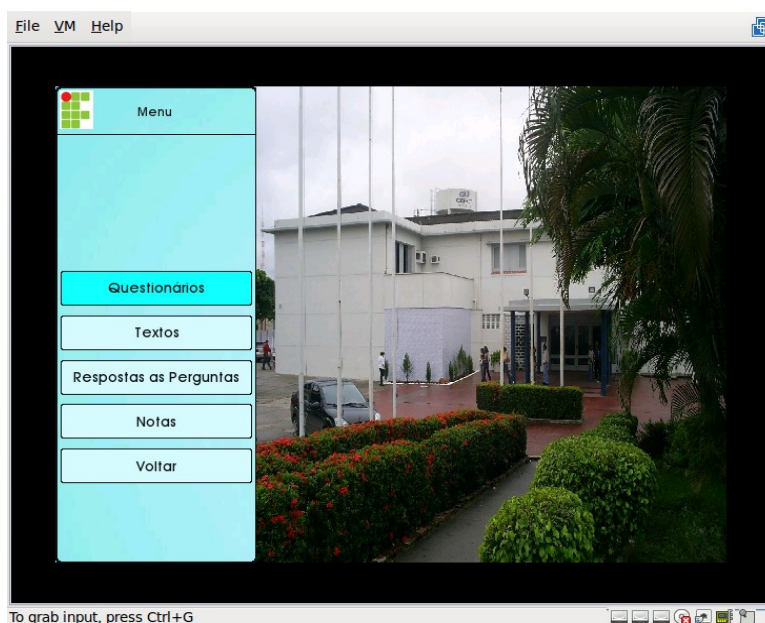 File VM Help
Menu
Questionários
Textos
Respostas as Perguntas
Notas
Voltar
To grab input, press Ctrl+G